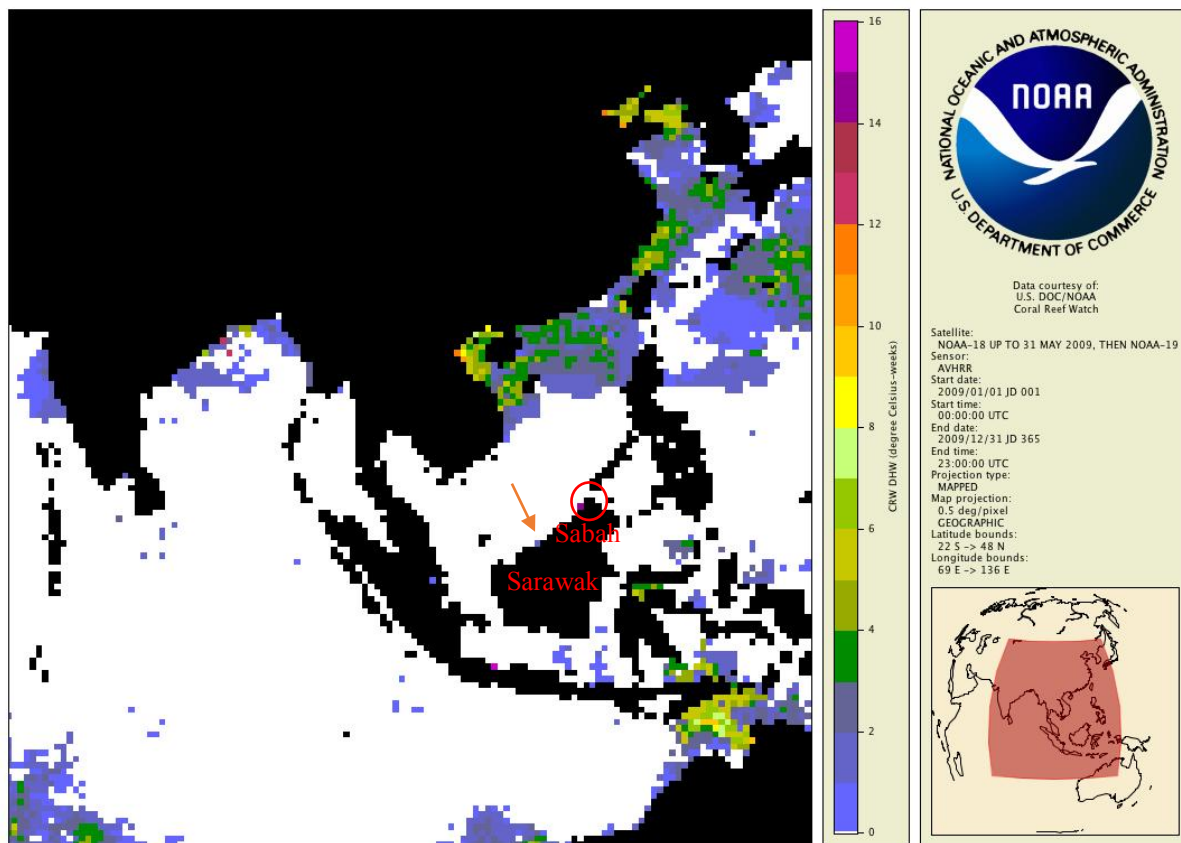 Sabah
Sarawak
16
14
12
10
8
6
4
2
0
CRW DHW (degree Celsius-weeks)
NATIONAL OCEANIC AND ATMOSPHERIC ADMINISTRATION
NOAA
U.S. DEPARTMENT OF COMMERCE
Data courtesy of:
U.S. DOC/NOAA
Coral Reef Watch
Satellite:
NOAA-18 UP TO 31 MAY 2009, THEN NOAA-19
Sensor:
AVHRR
Start date:
2009/01/01 JD 001
Start time:
00:00:00 UTC
End date:
2009/12/31 JD 365
End time:
23:00:00 UTC
Projection type:
MAPPED
Map projection:
0.5 deg/pixel
GEOGRAPHIC
Latitude bounds:
22 S -> 48 N
Longitude bounds:
69 E -> 136 E